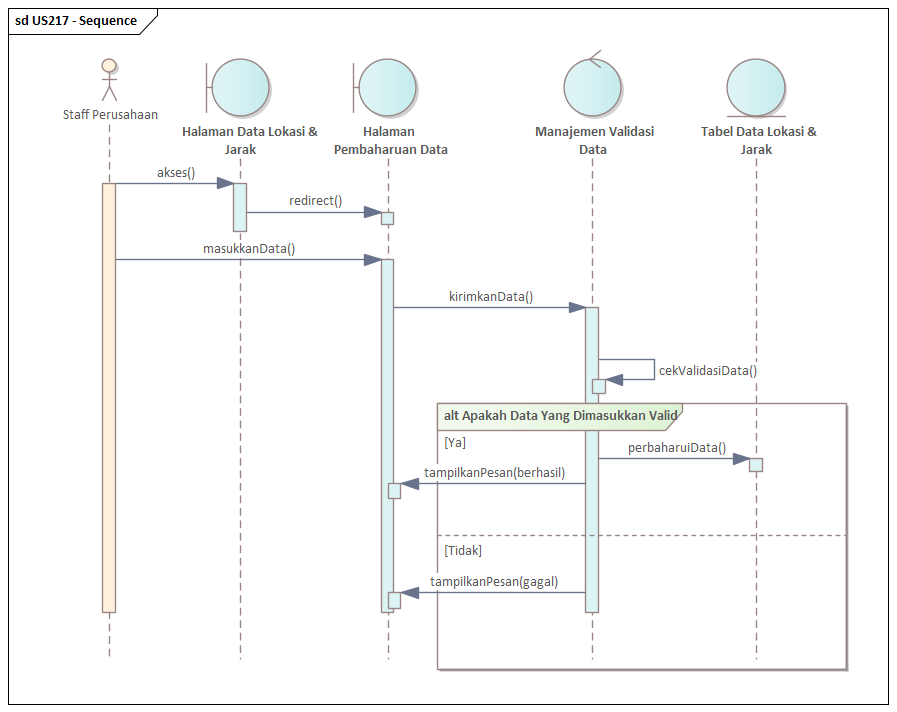 sd US217 - Sequence
Staff Perusahaan
Halaman Data Lokasi &
Jarak
Halaman
Pembaharuan Data
Manajemen Validasi
Data
Tabel Data Lokasi &
Jarak
akses()
redirect()
masukkanData()
kirimkanData()
cekValidasiData()
alt Apakah Data Yang Dimasukkan Valid
[Ya]
perbaharuiData()
tampilkanPesan(berhasil)
[Tidak]
tampilkanPesan(gagal)